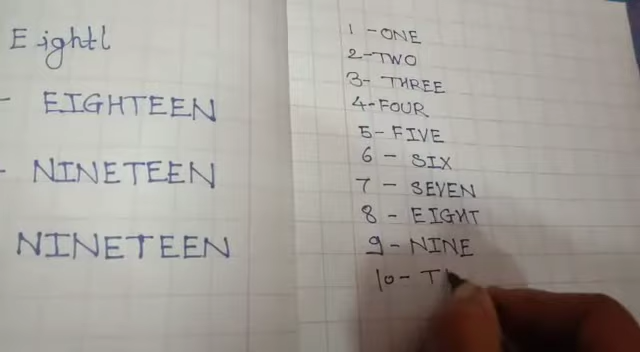 Eightl
- EIGHTEEN
- NINETEEN
NINETEEN
1 - ONE
2 - TWO
3 - THREE
4 - FOUR
5 - FIVE
6 - SIX
7 - SEVEN
8 - EIGHT
9 - NINE
10 - T